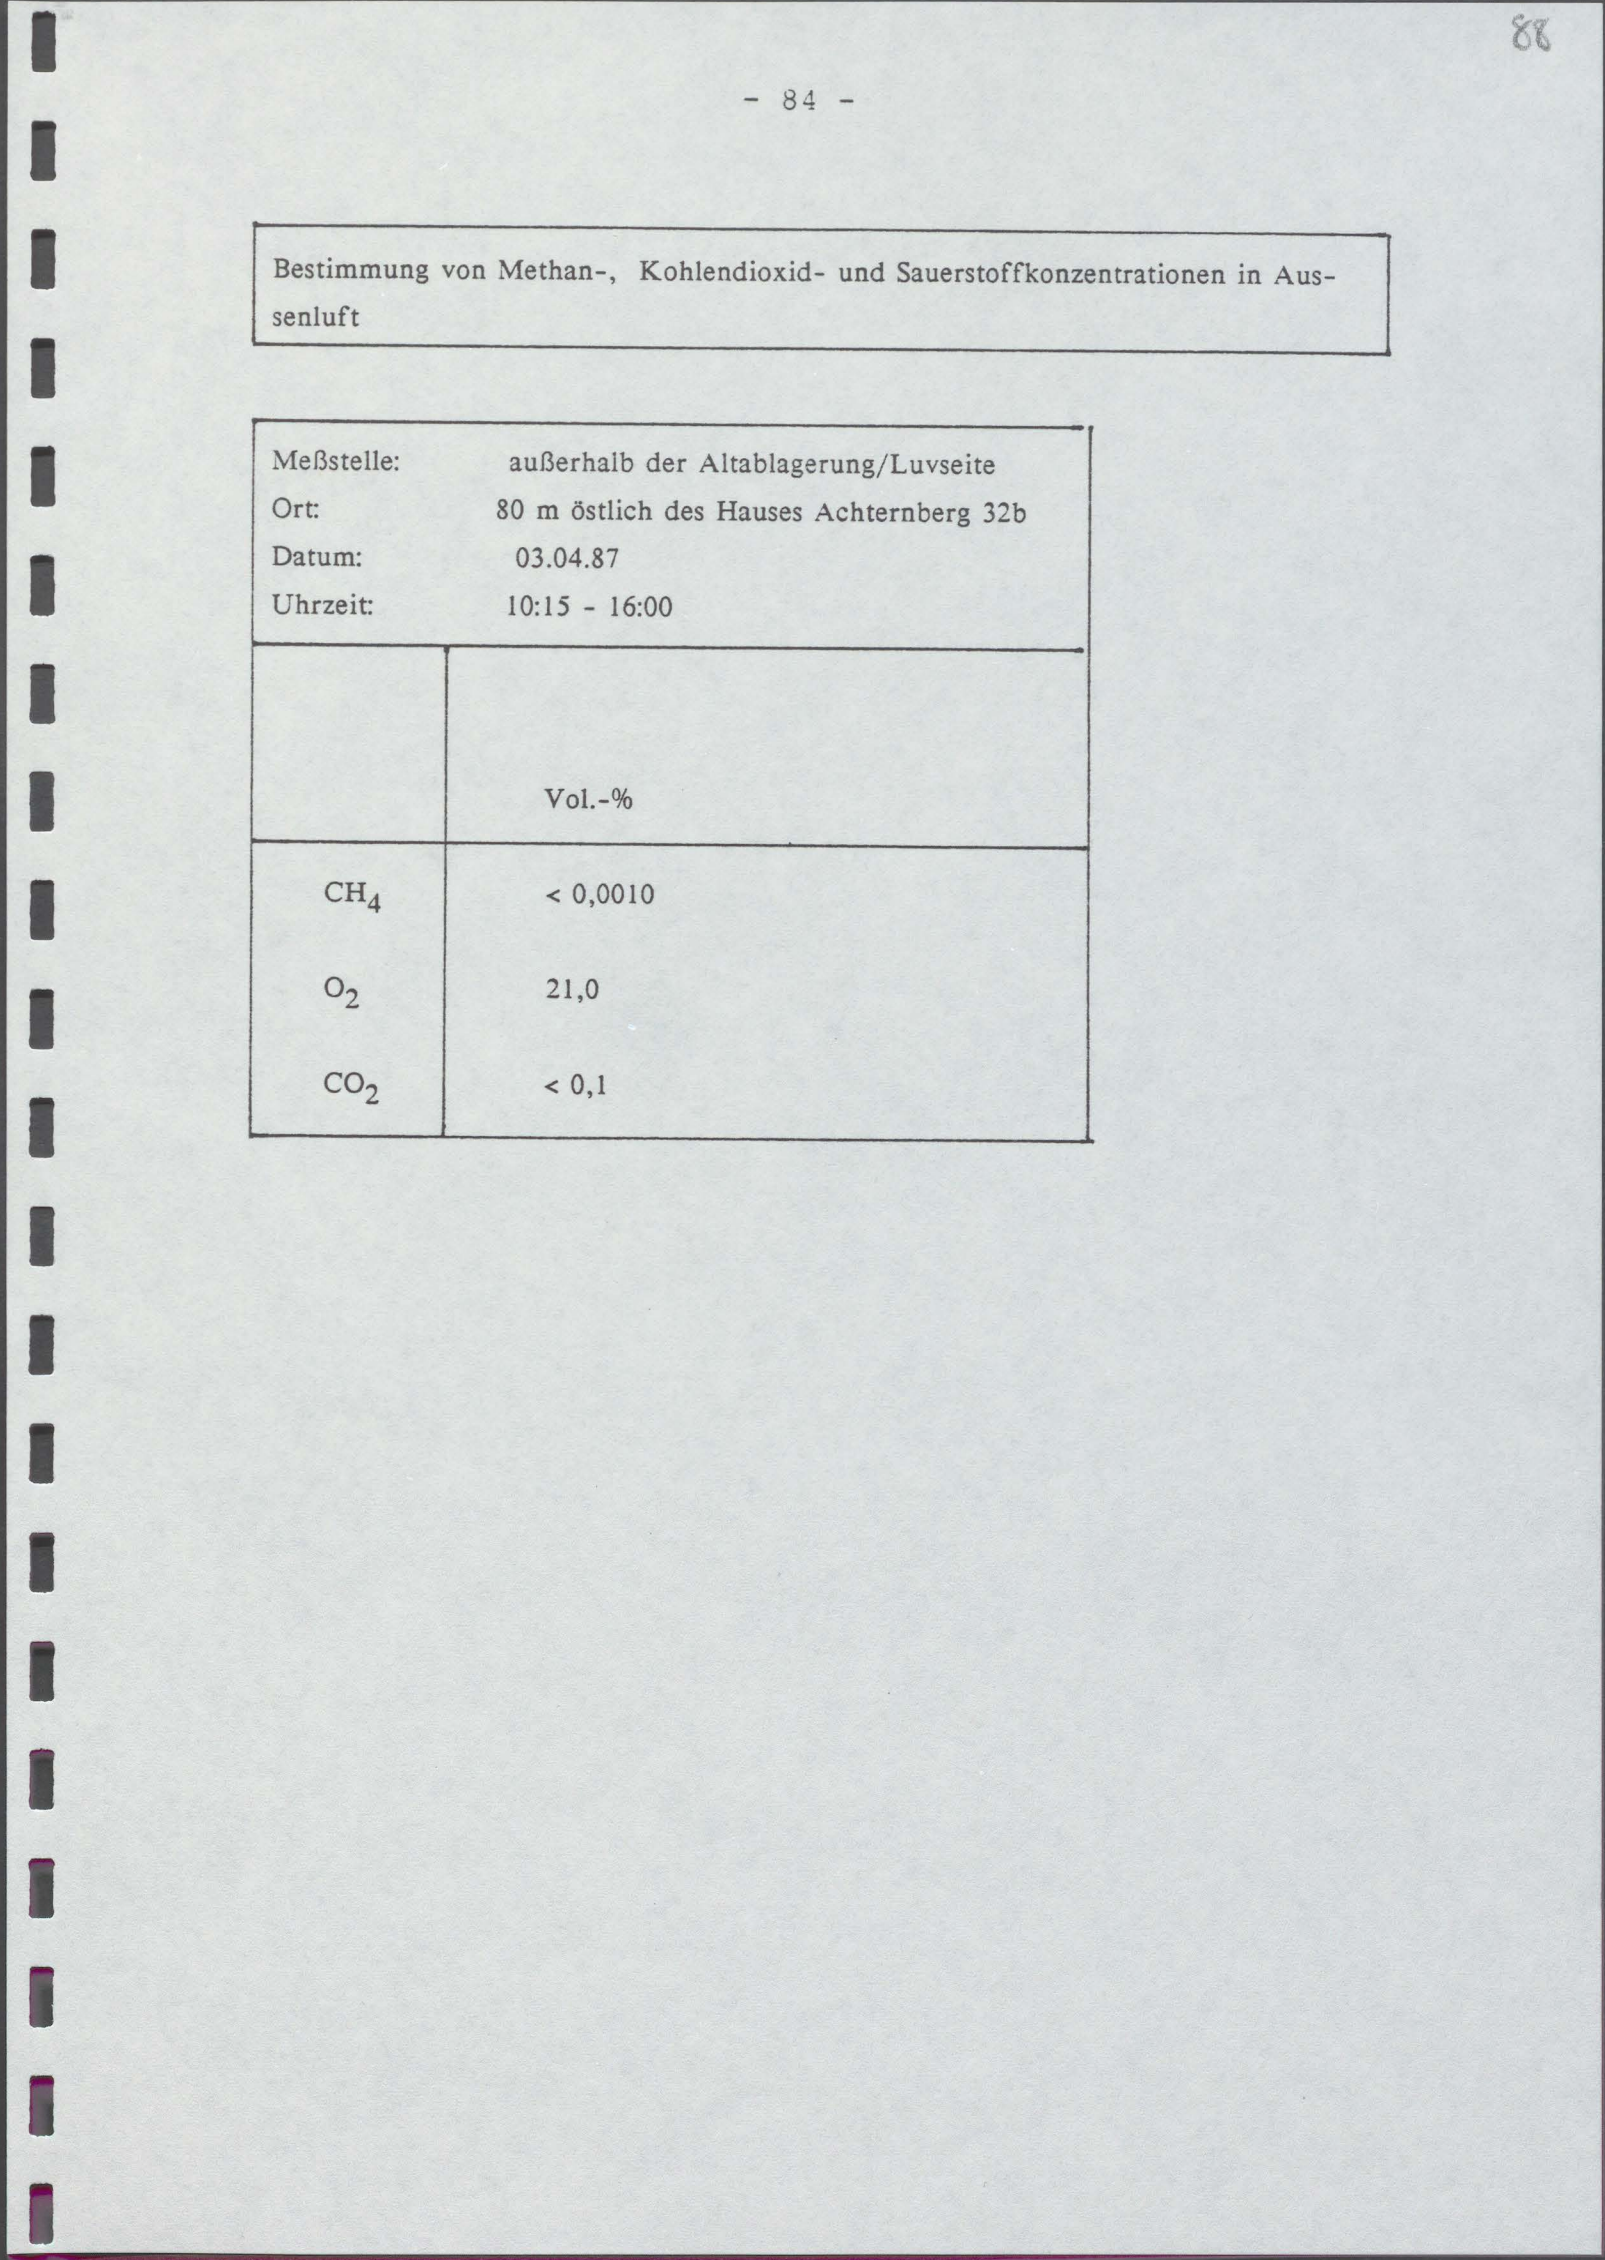 88
- 84 -
Bestimmung von Methan-, Kohlendioxid- und Sauerstoffkonzentrationen in Aus-
senluft
Meßstelle: außerhalb der Altablagerung/Luvseite
Ort: 80 m östlich des Hauses Achternberg 32b
Datum: 03.04.87
Uhrzeit: 10:15 - 16:00
Vol.-%
CH4 < 0,0010
O2 21,0
CO2 < 0,1